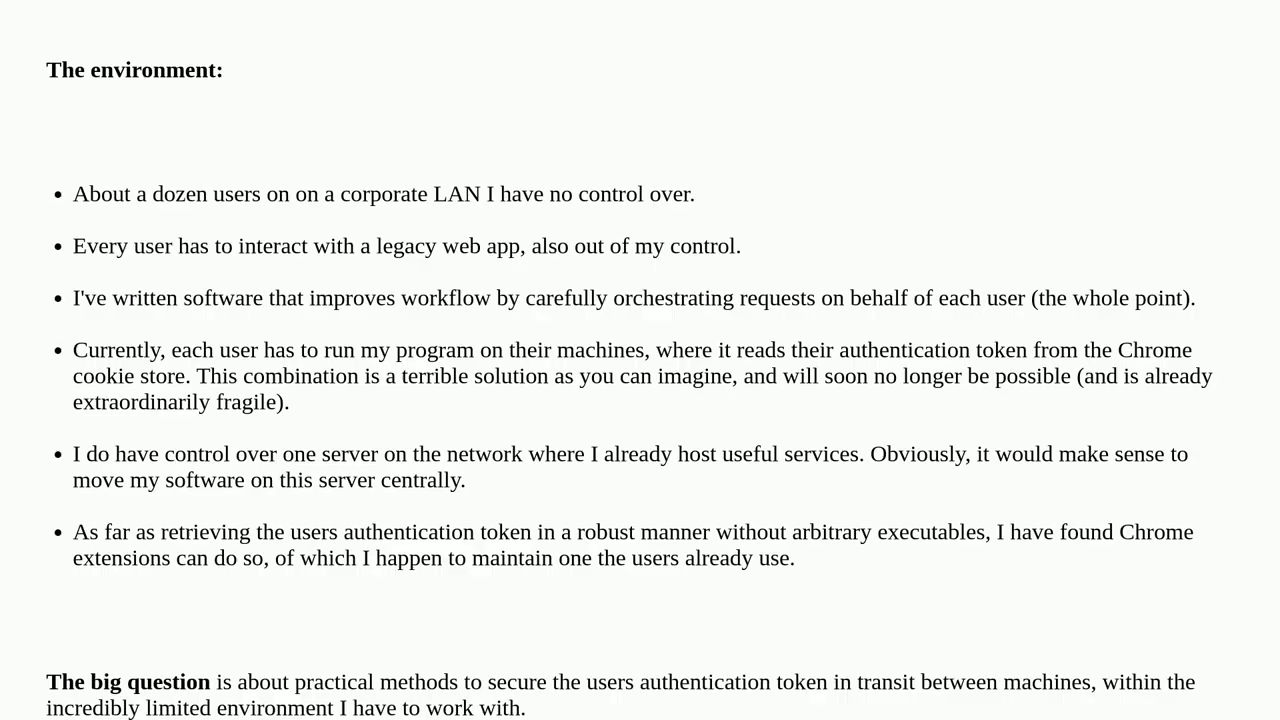 The environment:
• About a dozen users on on a corporate LAN I have no control over.
• Every user has to interact with a legacy web app, also out of my control.
• I've written software that improves workflow by carefully orchestrating requests on behalf of each user (the whole point).
• Currently, each user has to run my program on their machines, where it reads their authentication token from the Chrome
cookie store. This combination is a terrible solution as you can imagine, and will soon no longer be possible (and is already
extraordinarily fragile).
• I do have control over one server on the network where I already host useful services. Obviously, it would make sense to
move my software on this server centrally.
• As far as retrieving the users authentication token in a robust manner without arbitrary executables, I have found Chrome
extensions can do so, of which I happen to maintain one the users already use.
The big question is about practical methods to secure the users authentication token in transit between machines, within the
incredibly limited environment I have to work with.